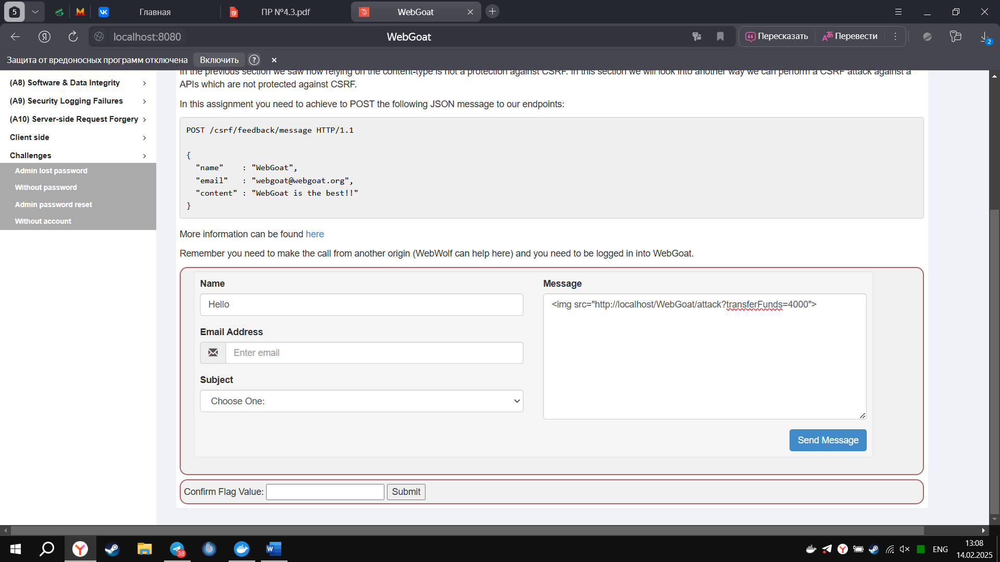 5
Главная
ПР №4.3.pdf
WebGoat
localhost:8080
WebGoat
Пересказать
Перевести
2
Защита от вредоносных программ отключена
Включить
?
(A8) Software & Data Integrity
(A9) Security Logging Failures
(A10) Server-side Request Forgery
Client side
Challenges
Admin lost password
Without password
Admin password reset
Without account
In the previous section we saw how relying on the content-type is not a protection against CSRF. In this section we will look into another way we can perform a CSRF attack against a
APIs which are not protected against CSRF.
In this assignment you need to achieve to POST the following JSON message to our endpoints:
POST /csrf/feedback/message HTTP/1.1
{
"name"    : "WebGoat",
"email"   : "webgoat@webgoat.org",
"content" : "WebGoat is the best!!"
}
More information can be found here
Remember you need to make the call from another origin (WebWolf can help here) and you need to be logged in into WebGoat.
Name
Hello
Email Address
Enter email
Subject
Choose One:
Message
<img src="http://localhost/WebGoat/attack?transferFunds=4000">
Send Message
Confirm Flag Value:
Submit
38
ENG
13:08
14.02.2025